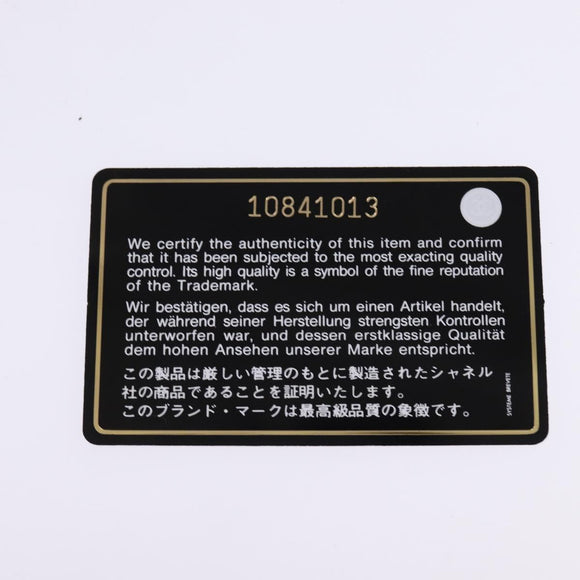 10841013
We certify the authenticity of this item and confirm
that it has been subjected to the most exacting quality
control. Its high quality is a symbol of the fine reputation
of the Trademark.
Wir bestätigen, dass es sich um einen Artikel handelt,
der während seiner Herstellung strengsten Kontrollen
unterworfen war, und dessen erstklassige Qualität
dem hohen Ansehen unserer Marke entspricht.
この製品は厳しい管理のもとに製造されたシャネル
社の商品であることを証明いたします。
このブランド・マークは最高級品質の象徴です。
SYSTEME BREVETE